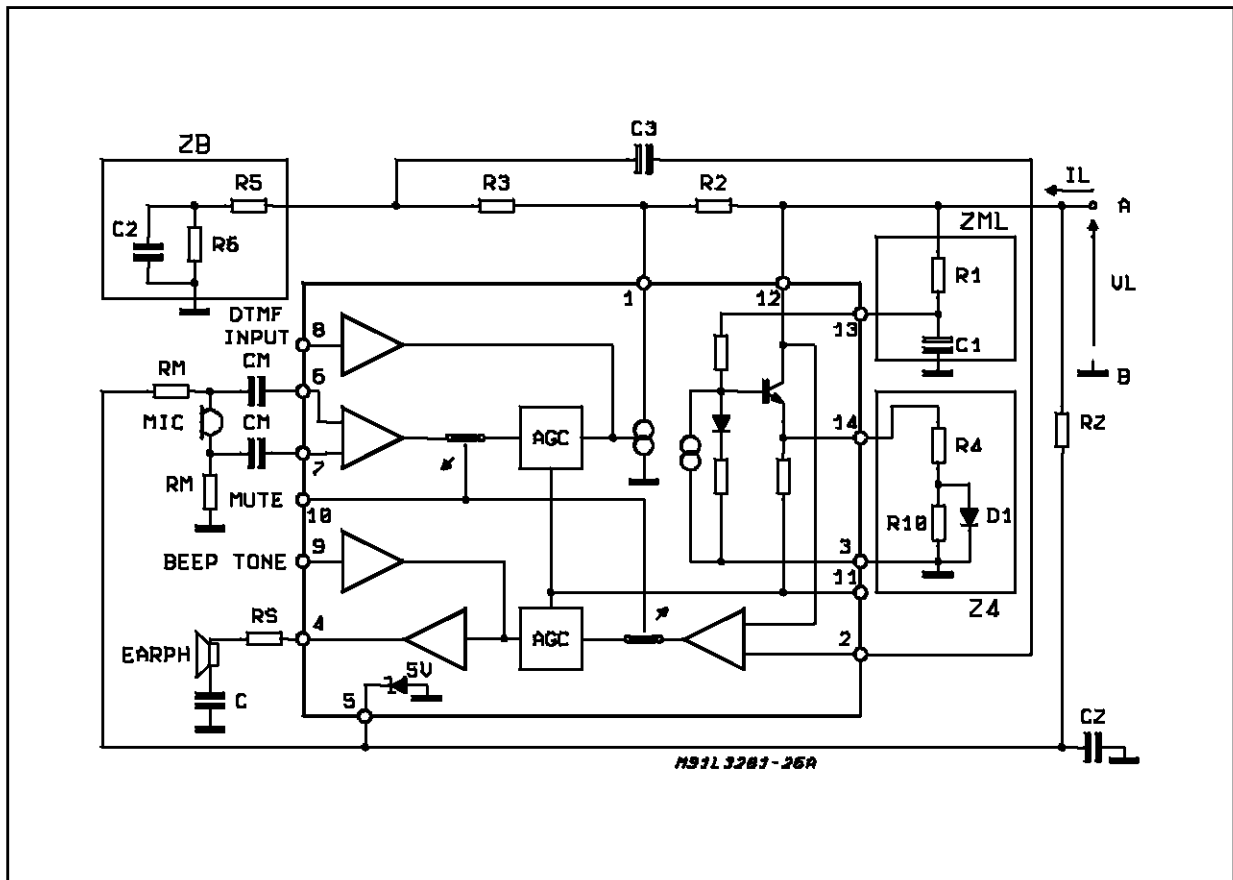 ZB
C3
R5
R3
R2
IL
A
C2
R6
ZML
R1
VL
1
12
DTMF
INPUT
8
13
C1
CM
RM
6
B
MIC
CM
AGC
14
R4
RZ
7
RM
MUTE
10
R10
D1
9
3
BEEP TONE
11
RS
4
AGC
Z4
EARPH
2
5V
C
5
CZ
M91L3281-26A